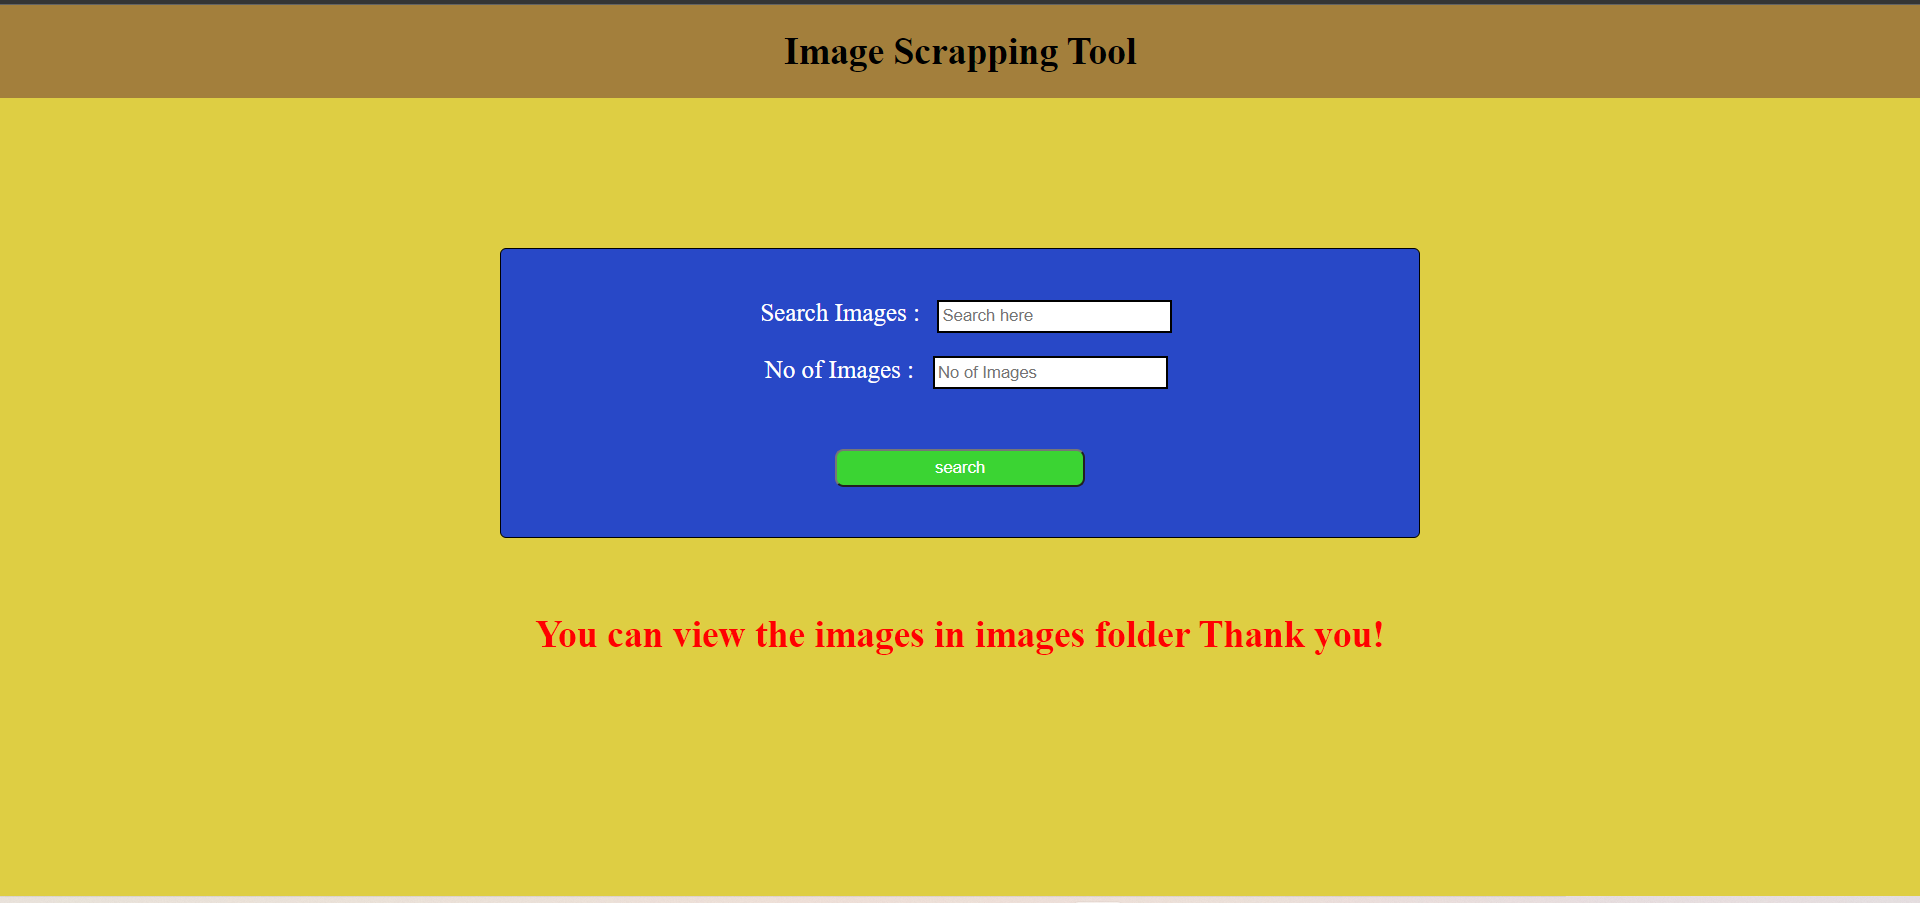 Image Scrapping Tool
Search Images : Search here
No of Images : No of Images
search
You can view the images in images folder Thank you!